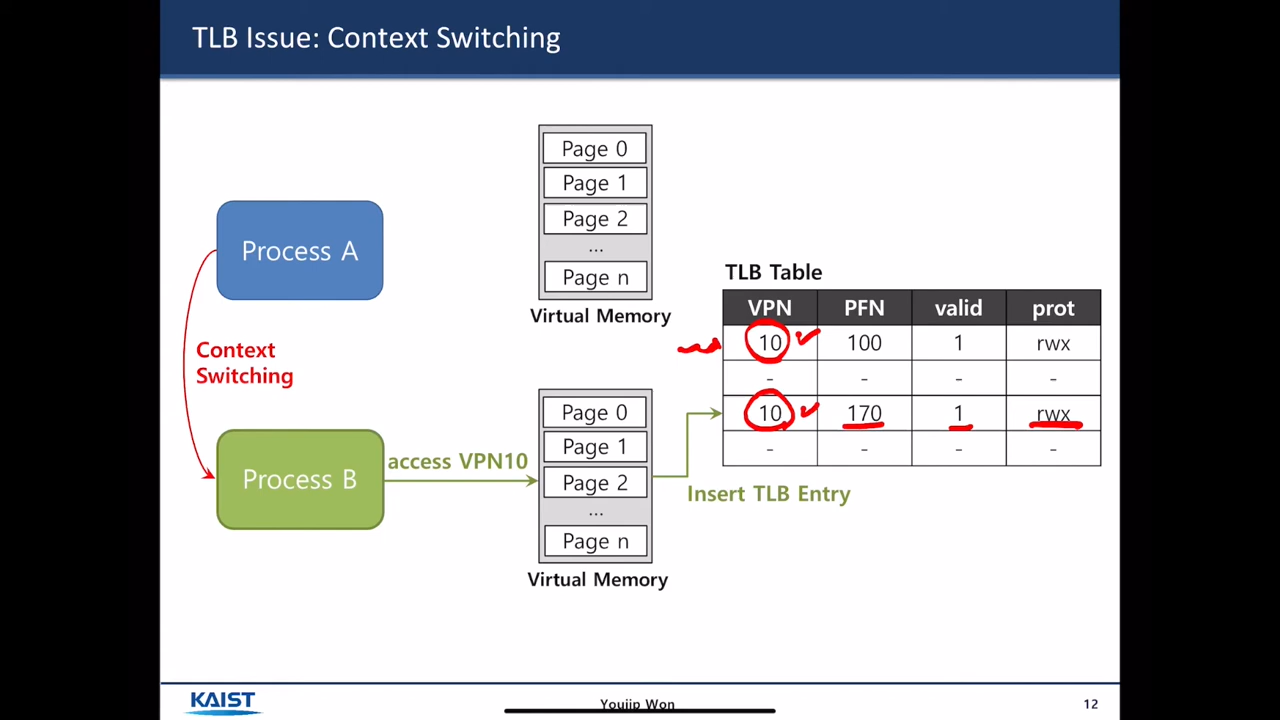 TLB Issue: Context Switching
Page 0
Page 1
Page 2
...
Page n
Virtual Memory
Process A
Context
Switching
Process B
access VPN10
Page 0
Page 1
Page 2
...
Page n
Virtual Memory
Insert TLB Entry
TLB Table
VPN PFN valid prot
10 100 1 rwx
- - - -
10 170 1 rwx
- - - -
KAIST
Youjip Won
12